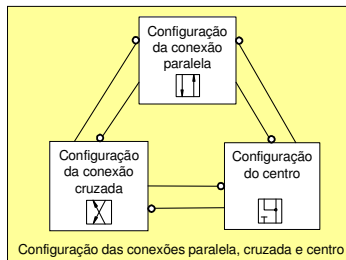 Configuração
da conexão
paralela
Configuração
da conexão
cruzada
Configuração
do centro
Configuração das conexões paralela, cruzada e centro